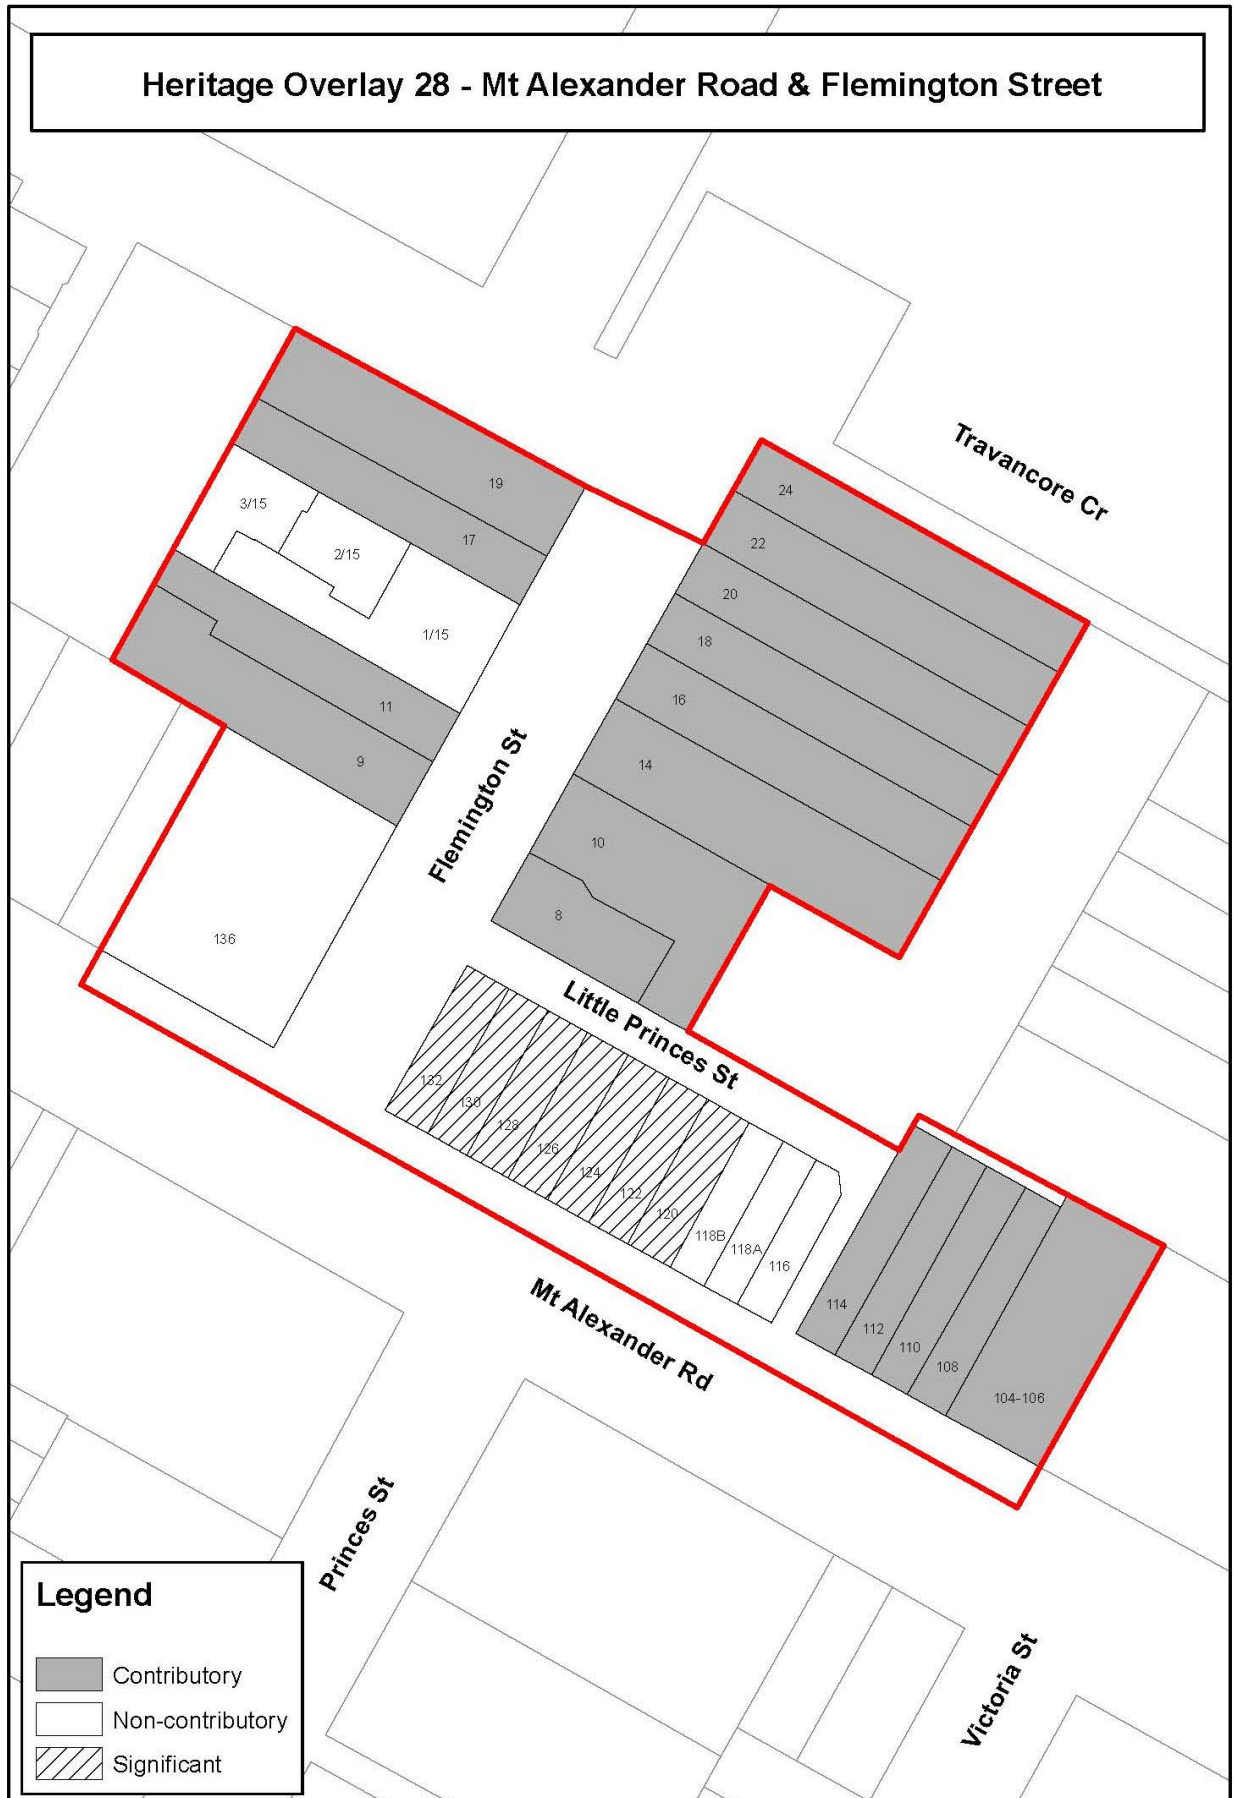 Heritage Overlay 28 - Mt Alexander Road & Flemington Street
Travancore Cr
19
17
3/15
2/15
1/15
11
9
136
Flemington St
24
22
20
18
16
14
10
8
Little Princes St
132
130
128
126
124
122
120
118B
118A
116
114
112
110
108
104-106
Mt Alexander Rd
Princes St
Victoria St
Legend
Contributory
Non-contributory
Significant